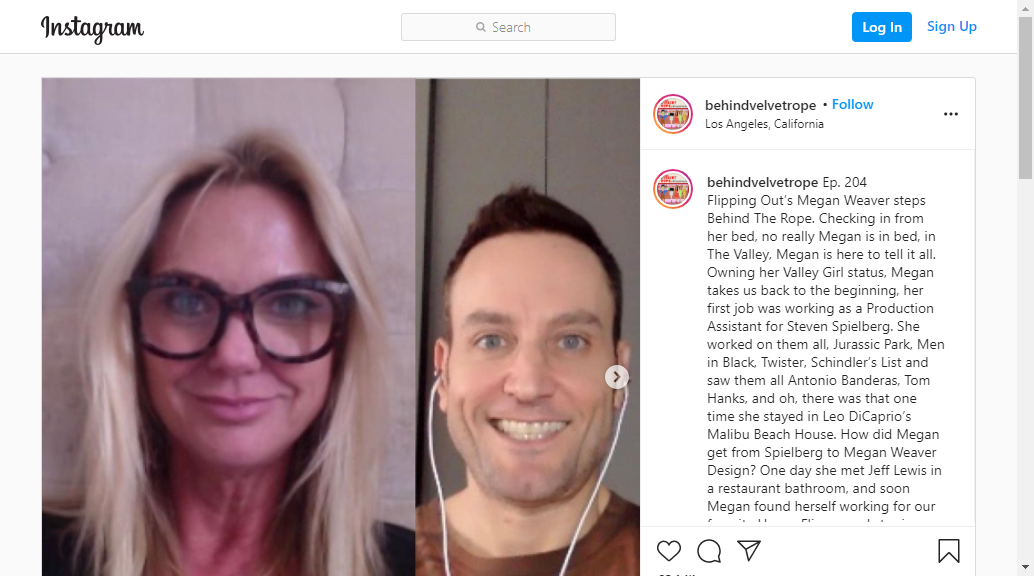 Instagram
Search
Log In
Sign Up
behindvelvetrope • Follow
Los Angeles, California
behindvelvetrope Ep. 204
Flipping Out’s Megan Weaver steps
Behind The Rope. Checking in from
her bed, no really Megan is in bed, in
The Valley, Megan is here to tell it all.
Owning her Valley Girl status, Megan
takes us back to the beginning, her
first job was working as a Production
Assistant for Steven Spielberg. She
worked on them all, Jurassic Park, Men
in Black, Twister, Schindler’s List and
saw them all Antonio Banderas, Tom
Hanks, and oh, there was that one
time she stayed in Leo DiCaprio’s
Malibu Beach House. How did Megan
get from Spielberg to Megan Weaver
Design? One day she met Jeff Lewis in
a restaurant bathroom, and soon
Megan found herself working for our